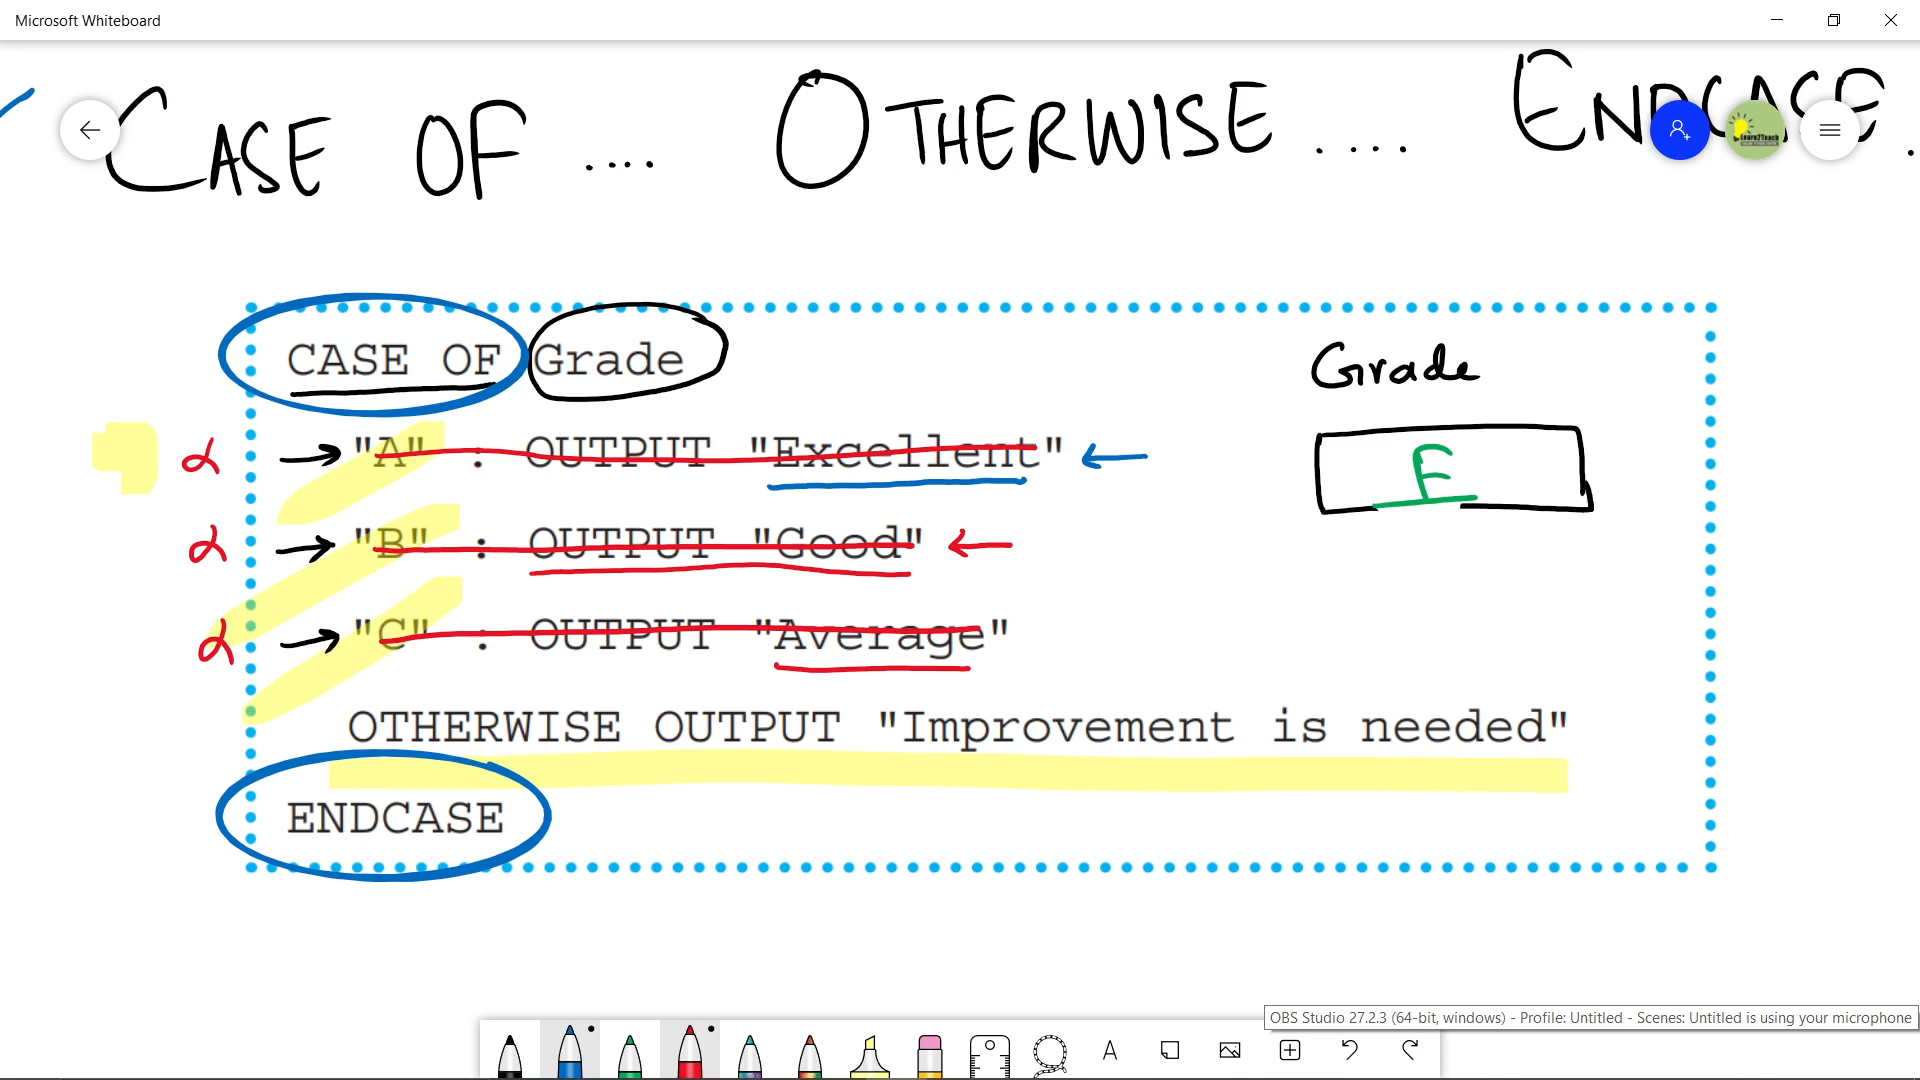 Microsoft Whiteboard
CASE OF .... OTHERWISE .... ENDCASE.
Learn2Teach
CASE OF Grade
Grade
α "A" : OUTPUT "Excellent"
E
α "B" : OUTPUT "Good"
α "C" : OUTPUT "Average"
OTHERWISE OUTPUT "Improvement is needed"
ENDCASE
OBS Studio 27.2.3 (64-bit, windows) - Profile: Untitled - Scenes: Untitled is using your microphone
A